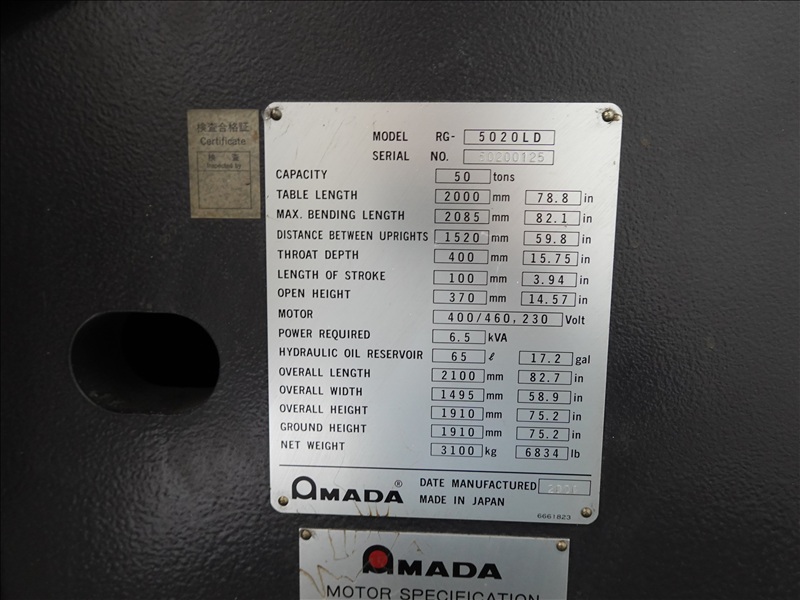 検査合格証
Certificate
検 査
Inspected by
MODEL RG- 5020LD
SERIAL NO. 50200125
CAPACITY 50 tons
TABLE LENGTH 2000 mm 78.8 in
MAX. BENDING LENGTH 2085 mm 82.1 in
DISTANCE BETWEEN UPRIGHTS 1520 mm 59.8 in
THROAT DEPTH 400 mm 15.75 in
LENGTH OF STROKE 100 mm 3.94 in
OPEN HEIGHT 370 mm 14.57 in
MOTOR 400/460,230 Volt
POWER REQUIRED 6.5 kVA
HYDRAULIC OIL RESERVOIR 65 ℓ 17.2 gal
OVERALL LENGTH 2100 mm 82.7 in
OVERALL WIDTH 1495 mm 58.9 in
OVERALL HEIGHT 1910 mm 75.2 in
GROUND HEIGHT 1910 mm 75.2 in
NET WEIGHT 3100 kg 6834 lb
AMADA® DATE MANUFACTURED
MADE IN JAPAN
6661823
AMADA
MOTOR SPECIFICATION